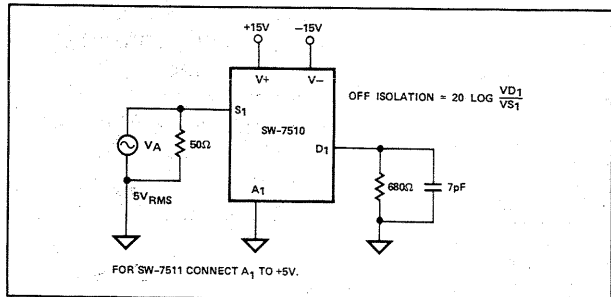 +15V
-15V
V+
V-
OFF ISOLATION = 20 LOG VD1
VS1
S1
SW-7510
VA
50Ω
D1
A1
680Ω
7pF
5VRMS
FOR SW-7511 CONNECT A1 TO +5V.